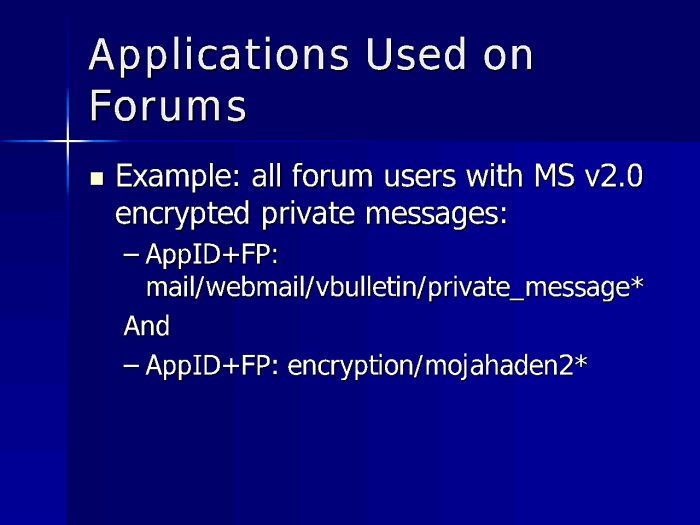 Applications Used on
Forums
■ Example: all forum users with MS v2.0
encrypted private messages:
– AppID+FP:
mail/webmail/vbulletin/private_message*
And
– AppID+FP: encryption/mojahaden2*